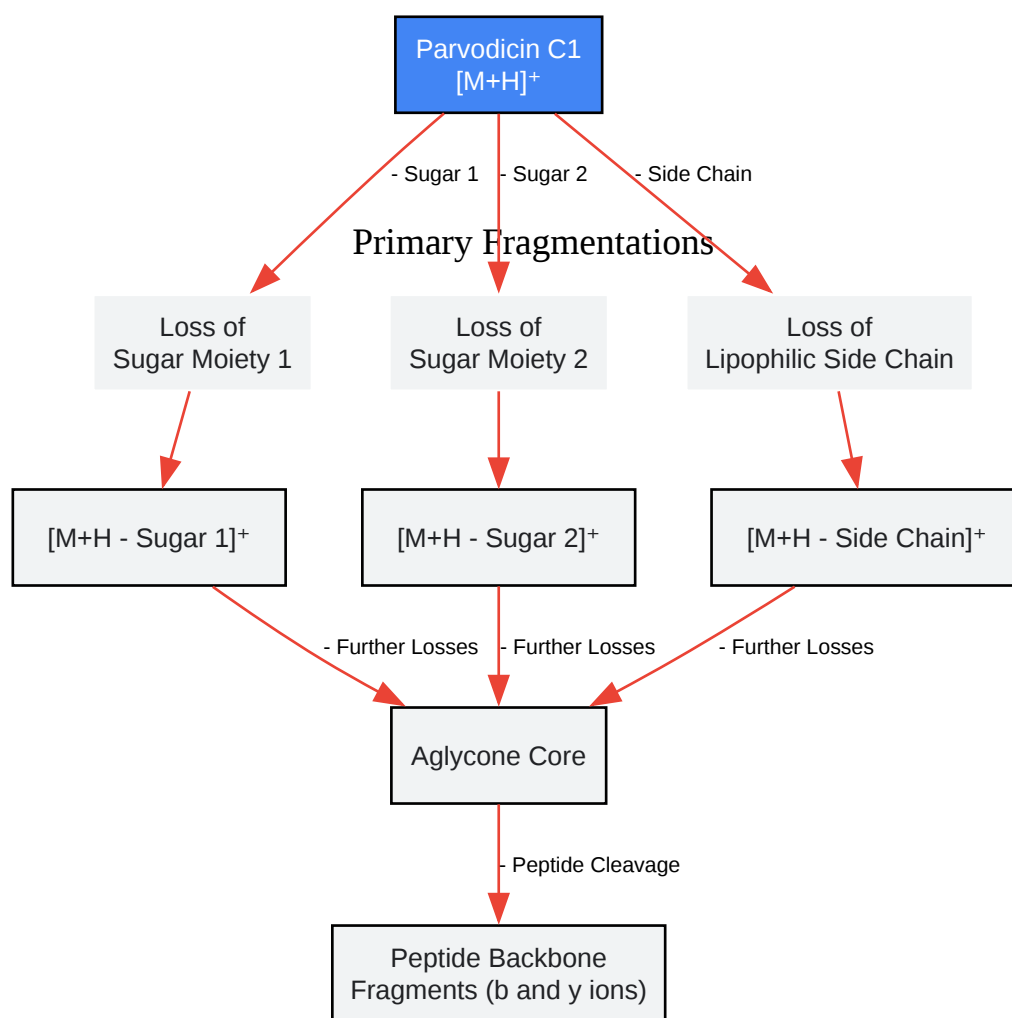 Parvodicin C1
[M+H]⁺
- Sugar 1
- Sugar 2
- Side Chain
Primary Fragmentations
Loss of
Sugar Moiety 1
Loss of
Sugar Moiety 2
Loss of
Lipophilic Side Chain
[M+H - Sugar 1]⁺
[M+H - Sugar 2]⁺
[M+H - Side Chain]⁺
- Further Losses
- Further Losses
- Further Losses
Aglycone Core
- Peptide Cleavage
Peptide Backbone
Fragments (b and y ions)